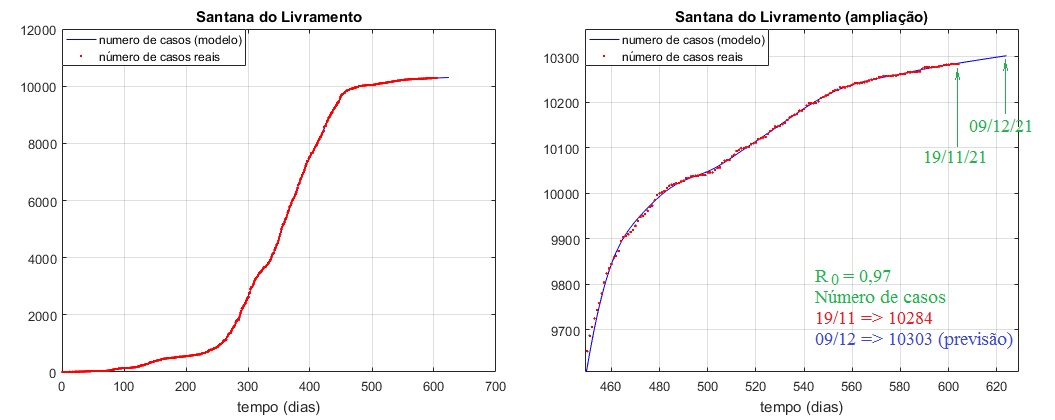 Santana do Livramento
numero de casos (modelo)
número de casos reais
12000
10000
8000
6000
4000
2000
0
0 100 200 300 400 500 600 700
tempo (dias)
Santana do Livramento (ampliação)
numero de casos (modelo)
número de casos reais
10300
10200
10100
10000
9900
9800
9700
09/12/21
19/11/21
R 0 = 0,97
Número de casos
19/11 => 10284
09/12 => 10303 (previsão)
460 480 500 520 540 560 580 600 620
tempo (dias)